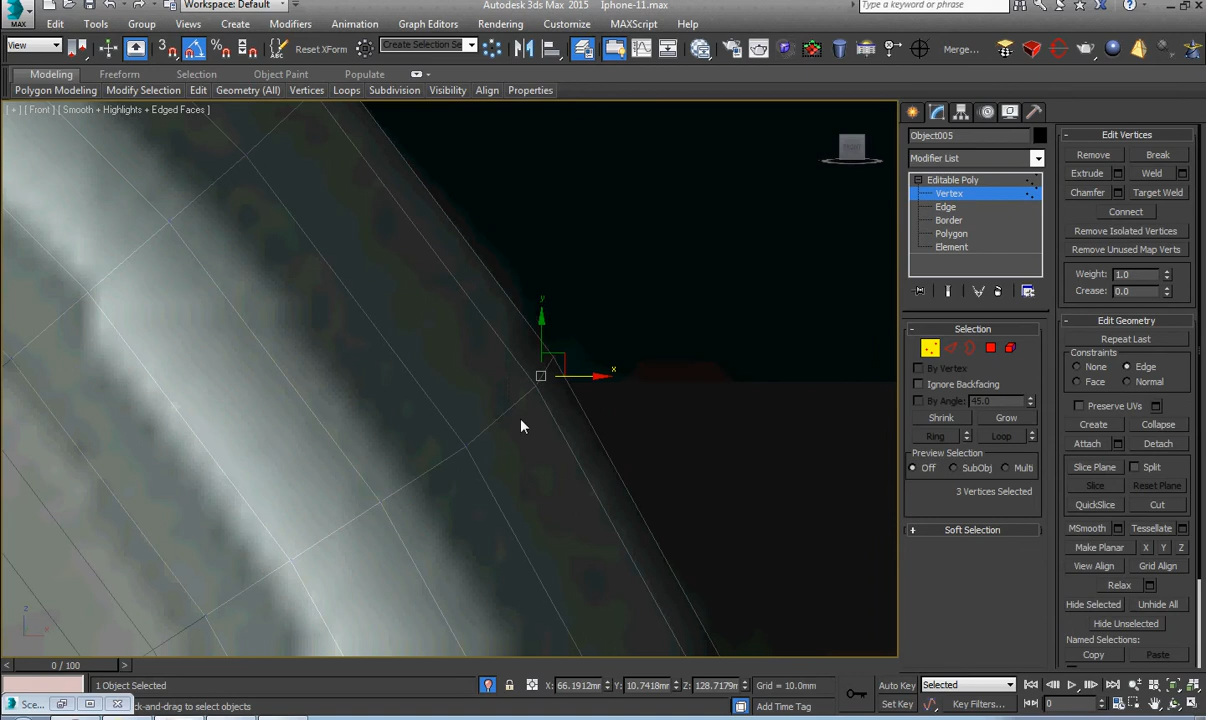 Workspace: Default
Autodesk 3ds Max 2015    Iphone-11.max
Type a keyword or phrase
Edit  Tools  Group  Views  Create  Modifiers  Animation  Graph Editors  Rendering  Customize  MAXScript  Help
View  3  Reset XForm  Create Selection Se  Merge...
Modeling  Freeform  Selection  Object Paint  Populate
Polygon Modeling  Modify Selection  Edit  Geometry (All)  Vertices  Loops  Subdivision  Visibility  Align  Properties
[ + ] [ Front ] [ Smooth + Highlights + Edged Faces ]
FRONT
y
x
z
x
Object005
Modifier List
Editable Poly
Vertex
Edge
Border
Polygon
Element
Selection
By Vertex
Ignore Backfacing
By Angle: 45.0
Shrink  Grow
Ring  Loop
Preview Selection
Off  SubObj  Multi
3 Vertices Selected
Soft Selection
Edit Vertices
Remove  Break
Extrude  Weld
Chamfer  Target Weld
Connect
Remove Isolated Vertices
Remove Unused Map Verts
Weight: 1.0
Crease: 0.0
Edit Geometry
Repeat Last
Constraints
None  Edge
Face  Normal
Preserve UVs
Create  Collapse
Attach  Detach
Slice Plane  Split
Slice  Reset Plane
QuickSlice  Cut
MSmooth  Tessellate
Make Planar  X  Y  Z
View Align  Grid Align
Relax
Hide Selected  Unhide All
Hide Unselected
Named Selections:
Copy  Paste
0 / 100
1 Object Selected  X: 66.1912mm  Y: 10.7418mm  Z: 128.7179m  Grid = 10.0mm  Auto Key  Selected
Sce...  ck-and-drag to select objects  Add Time Tag  Set Key  Key Filters...  0